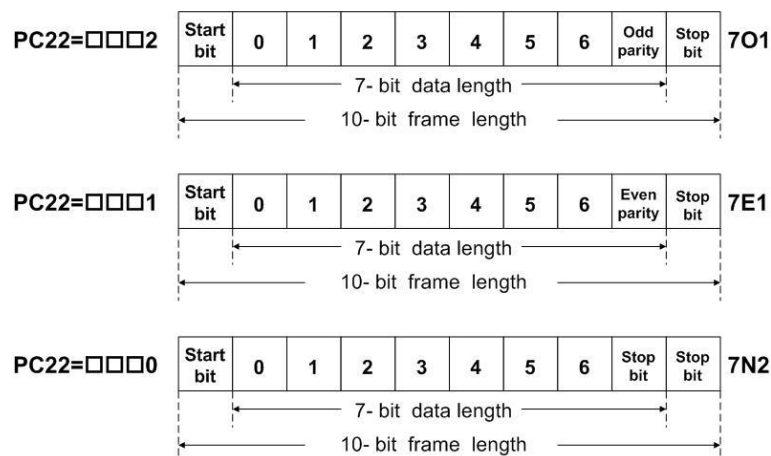 PC22=□□□2 Start bit 0 1 2 3 4 5 6 Odd parity Stop bit 7O1
7- bit data length
10- bit frame length
PC22=□□□1 Start bit 0 1 2 3 4 5 6 Even parity Stop bit 7E1
7- bit data length
10- bit frame length
PC22=□□□0 Start bit 0 1 2 3 4 5 6 Stop bit Stop bit 7N2
7- bit data length
10- bit frame length